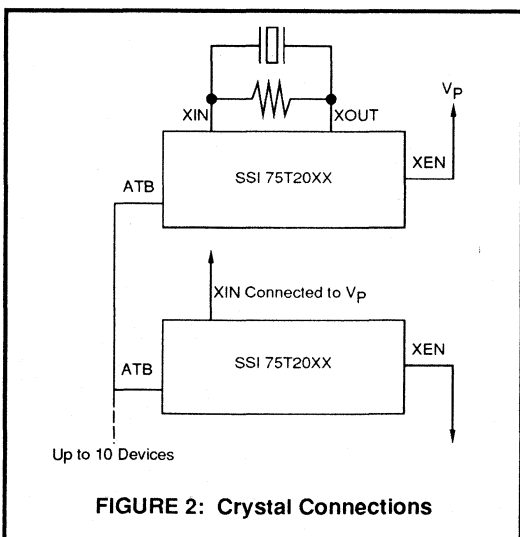 XIN
XOUT
VP
XEN
ATB
SSI 75T20XX
XIN Connected to VP
XEN
ATB
SSI 75T20XX
Up to 10 Devices
FIGURE 2: Crystal Connections